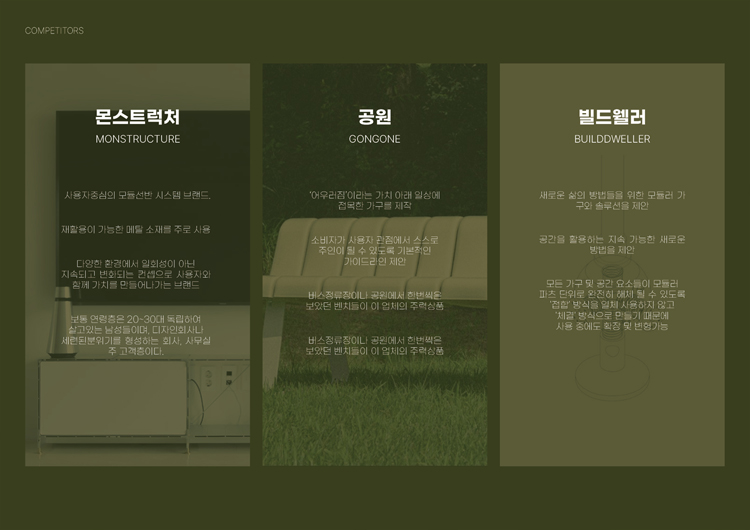 COMPETITORS
몬스트럭처
MONSTRUCTURE
사용자중심의 모듈선반 시스템 브랜드.
재활용이 가능한 메탈 소재를 주로 사용
다양한 환경에서 일회성이 아닌
지속되고 변화되는 컨셉으로 사용자와
함께 가치를 만들어나가는 브랜드
보통 연령층은 20-30대 독립하여
살고있는 남성들이며, 디자인회사나
세련된분위기를 형성하는 회사, 사무실
주 고객층이다.
공원
GONGONE
'어우러짐'이라는 가치 아래 일상에
접목한 가구를 제작
소비자가 사용자 관점에서 스스로
주인이 될 수 있도록 기본적인
가이드라인 제안
버스정류장이나 공원에서 한번씩은
보았던 벤치들이 이 업체의 주력상품
버스정류장이나 공원에서 한번씩은
보았던 벤치들이 이 업체의 주력상품
빌드웰러
BUILDDWELLER
새로운 삶의 방법들을 위한 모듈러 가
구와 솔루션을 제안
공간을 활용하는 지속 가능한 새로운
방법을 제안
모든 가구 및 공간 요소들이 모듈러
파츠 단위로 완전히 해체 될 수 있도록
'접합' 방식을 일체 사용하지 않고
'체결' 방식으로 만들기 때문에
사용 중에도 확장 및 변형가능